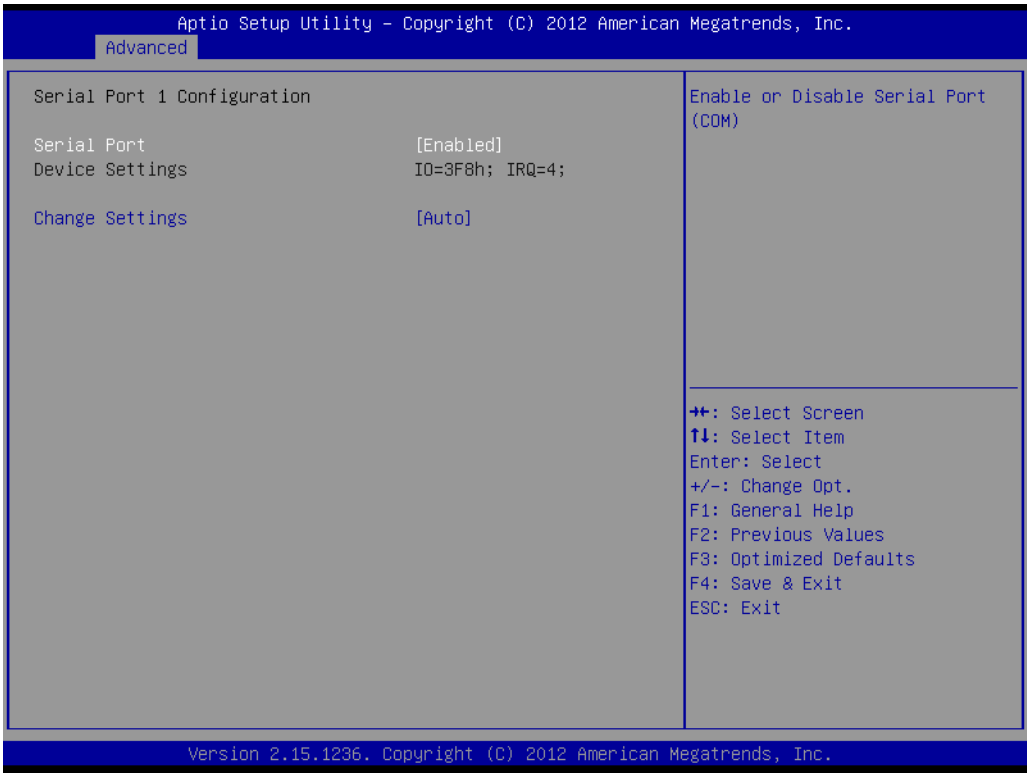 Aptio Setup Utility – Copyright (C) 2012 American Megatrends, Inc.
Advanced
Serial Port 1 Configuration
Serial Port [Enabled]
Device Settings IO=3F8h; IRQ=4;
Change Settings [Auto]
Enable or Disable Serial Port
(COM)
→←: Select Screen
↑↓: Select Item
Enter: Select
+/-: Change Opt.
F1: General Help
F2: Previous Values
F3: Optimized Defaults
F4: Save & Exit
ESC: Exit
Version 2.15.1236. Copyright (C) 2012 American Megatrends, Inc.